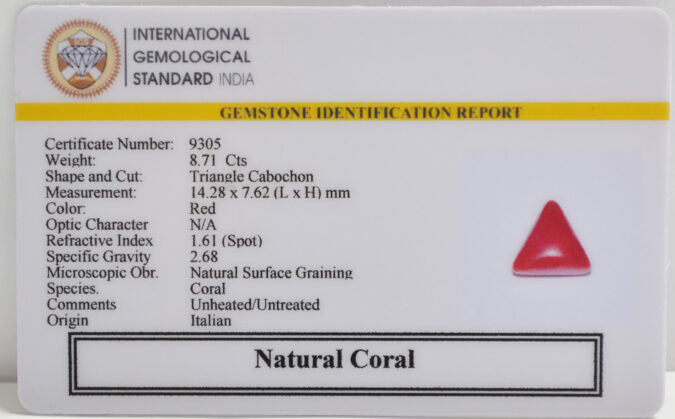 INTERNATIONAL
GEMOLOGICAL
STANDARD INDIA
GEMSTONE IDENTIFICATION REPORT
Certificate Number: 9305
Weight: 8.71 Cts
Shape and Cut: Triangle Cabochon
Measurement: 14.28 x 7.62 (L x H) mm
Color: Red
Optic Character N/A
Refractive Index 1.61 (Spot)
Specific Gravity 2.68
Microscopic Obr. Natural Surface Graining
Species. Coral
Comments Unheated/Untreated
Origin Italian
Natural Coral